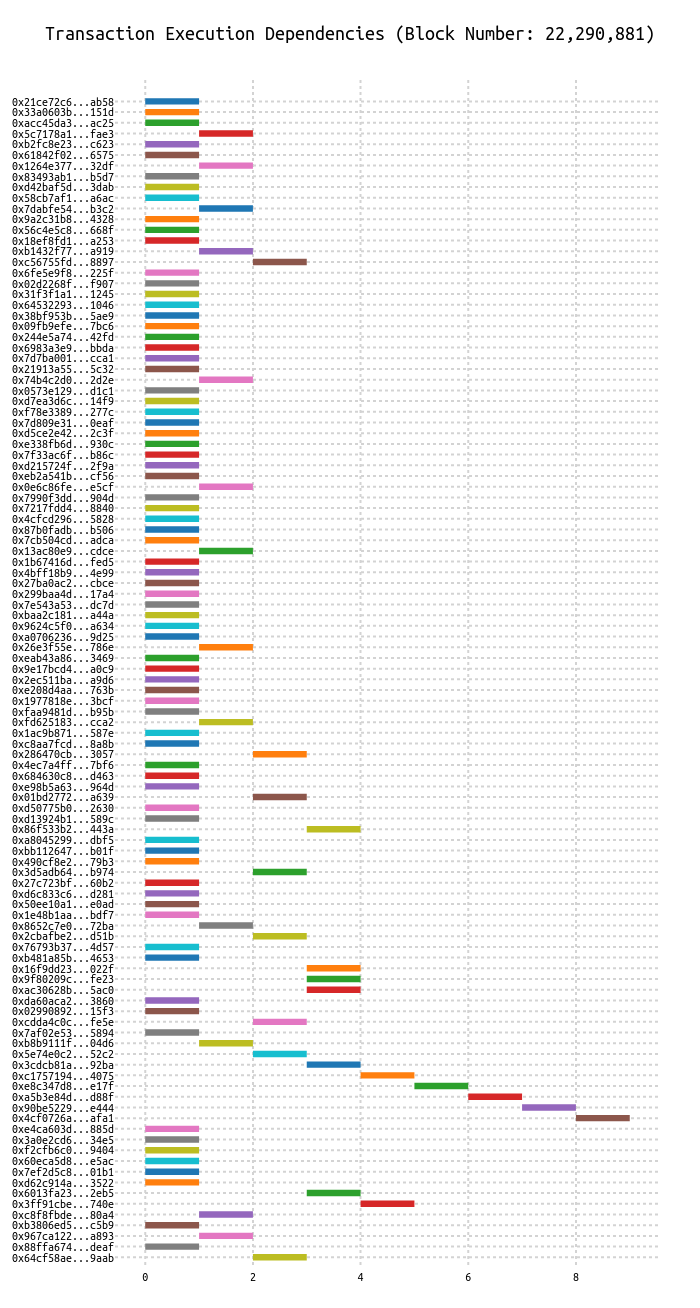 Transaction Execution Dependencies (Block Number: 22,290,881)
0x21ce72c6...ab58
0x33a0603b...151d
0xacc45da3...ac25
0x5c7178a1...fae3
0xb2fc8e23...c623
0x61842f02...6575
0x1264e377...32df
0x83493ab1...b5d7
0xd42baf5d...3dab
0x58cb7af1...a6ac
0x7dabfe54...b3c2
0x9a2c31b8...4328
0x56c4e5c8...668f
0x18ef8fd1...a253
0xb1432f77...a919
0xc56755fd...8897
0x6fe5e9f8...225f
0x02d2268f...f907
0x31f3f1a1...1245
0x64532293...1046
0x38bf953b...5ae9
0x09fb9efe...7bc6
0x244e5a74...42fd
0x6983a3e9...bbda
0x7d7ba001...cca1
0x21913a55...5c32
0x74b4c2d0...2d2e
0x0573e129...d1c1
0xd7ea3d6c...14f9
0xf78e3389...277c
0x7d809e31...0eaf
0xd5ce2e42...2c3f
0xe338fb6d...930c
0x7f33ac6f...b86c
0xd215724f...2f9a
0xeb2a541b...cf56
0x0e6c86fe...e5cf
0x7990f3dd...904d
0x7217fdd4...8840
0x4cfcd296...5828
0x87b0fadb...b506
0x7cb504cd...adca
0x13ac80e9...cdce
0x1b67416d...fed5
0x4bff18b9...4e99
0x27ba0ac2...cbce
0x299baa4d...17a4
0x7e543a53...dc7d
0xbaa2c181...a44a
0x9624c5f0...a634
0xa0706236...9d25
0x26e3f55e...786e
0xeab43a86...3469
0x9e17bcd4...a0c9
0x2ec511ba...a9d6
0xe208d4aa...763b
0x1977818e...3bcf
0xfaa9481d...b95b
0xfd625183...cca2
0x1ac9b871...587e
0xc8aa7fcd...8a8b
0x286470cb...3057
0x4ec7a4ff...7bf6
0x684630c8...d463
0xe98b5a63...964d
0x01bd2772...a639
0xd50775b0...2630
0xd13924b1...589c
0x86f533b2...443a
0xa8045299...dbf5
0xbb112647...b01f
0x490cf8e2...79b3
0x3d5adb64...b974
0x27c723bf...60b2
0xd6c833c6...d281
0x50ee10a1...e0ad
0x1e48b1aa...bdf7
0x8652c7e0...72ba
0x2cbafbe2...d51b
0x76793b37...4d57
0xb481a85b...4653
0x16f9dd23...022f
0x9f80209c...fe23
0xac30628b...5ac0
0xda60aca2...3860
0x02990892...15f3
0xcdda4c0c...fe5e
0x7af02e53...5894
0xb8b9111f...04d6
0x5e74e0c2...52c2
0x3cdcb81a...92ba
0xc1757194...4075
0xe8c347d8...e17f
0xa5b3e84d...d88f
0x90be5229...e444
0x4cf0726a...afa1
0xe4ca603d...885d
0x3a0e2cd6...34e5
0xf2cfb6c0...9404
0x60eca5d8...e5ac
0x7ef2d5c8...01b1
0xd62c914a...3522
0x6013fa23...2eb5
0x3ff91cbe...740e
0xc8f8fbde...80a4
0xb3806ed5...c5b9
0x967ca122...a893
0x88ffa674...deaf
0x64cf58ae...9aab
0 2 4 6 8